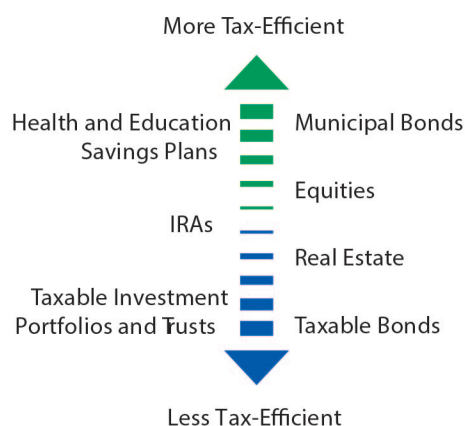 More Tax-Efficient
Health and Education
Savings Plans
Municipal Bonds
Equities
IRAs
Real Estate
Taxable Investment
Portfolios and Trusts
Taxable Bonds
Less Tax-Efficient